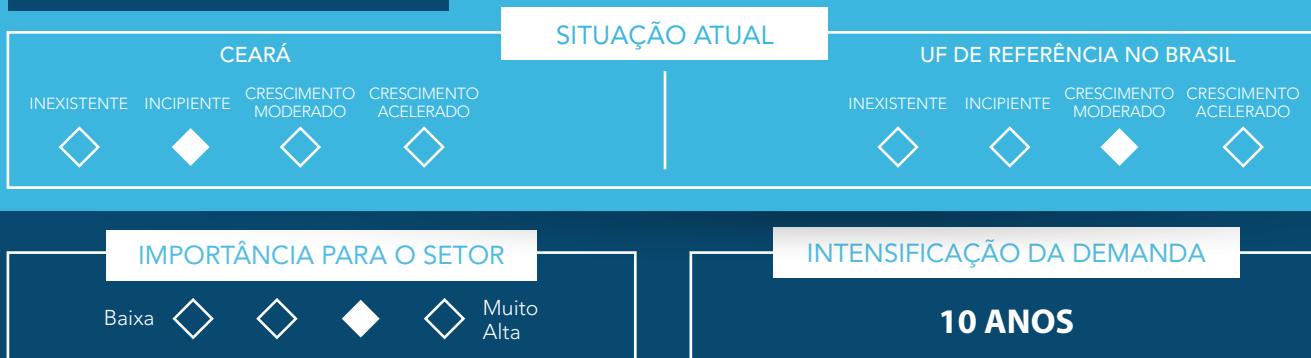 SITUAÇÃO ATUAL
CEARÁ
INEXISTENTE
INCIPIENTE
CRESCIMENTO
MODERADO
CRESCIMENTO
ACELERADO
UF DE REFERÊNCIA NO BRASIL
INEXISTENTE
INCIPIENTE
CRESCIMENTO
MODERADO
CRESCIMENTO
ACELERADO
IMPORTÂNCIA PARA O SETOR
Baixa
Muito
Alta
INTENSIFICAÇÃO DA DEMANDA
10 ANOS